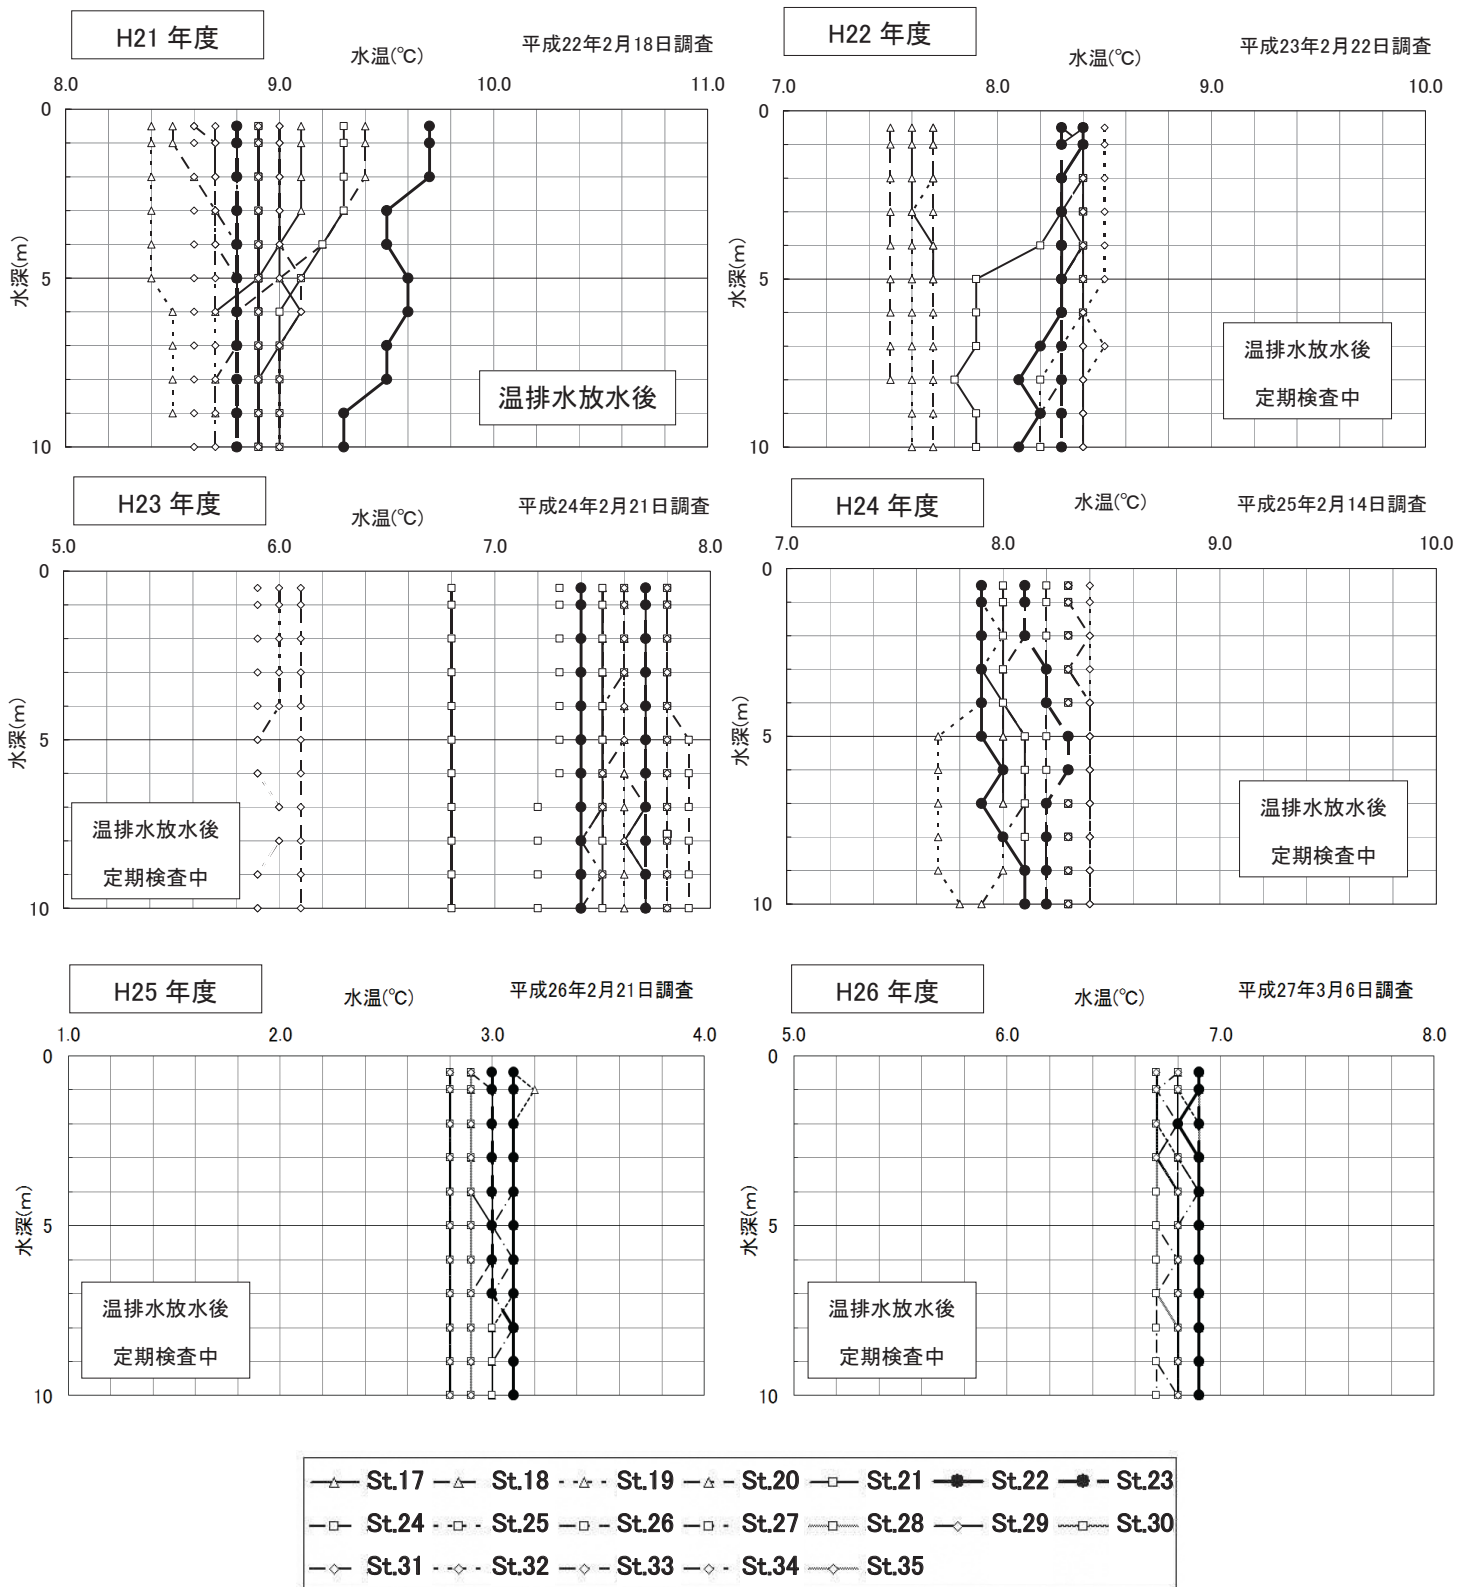 H21 年度
水温(℃)
平成22年2月18日調査
8.0 9.0 10.0 11.0
0
5
10
水深(m)
温排水放水後
H22 年度
水温(℃)
平成23年2月22日調査
7.0 8.0 9.0 10.0
0
5
10
水深(m)
温排水放水後
定期検査中
H23 年度
水温(℃)
平成24年2月21日調査
5.0 6.0 7.0 8.0
0
5
10
水深(m)
温排水放水後
定期検査中
H24 年度
水温(℃)
平成25年2月14日調査
7.0 8.0 9.0 10.0
0
5
10
水深(m)
温排水放水後
定期検査中
H25 年度
水温(℃)
平成26年2月21日調査
1.0 2.0 3.0 4.0
0
5
10
水深(m)
温排水放水後
定期検査中
H26 年度
水温(℃)
平成27年3月6日調査
5.0 6.0 7.0 8.0
0
5
10
水深(m)
温排水放水後
定期検査中
St.17 St.18 St.19 St.20 St.21 St.22 St.23
St.24 St.25 St.26 St.27 St.28 St.29 St.30
St.31 St.32 St.33 St.34 St.35